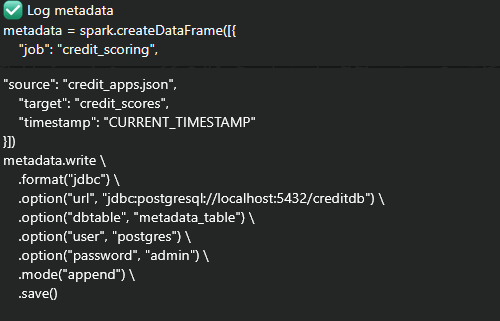 ✅ Log metadata
metadata = spark.createDataFrame([{
    "job": "credit_scoring",
"source": "credit_apps.json",
    "target": "credit_scores",
    "timestamp": "CURRENT_TIMESTAMP"
}])
metadata.write \
    .format("jdbc") \
    .option("url", "jdbc:postgresql://localhost:5432/creditdb") \
    .option("dbtable", "metadata_table") \
    .option("user", "postgres") \
    .option("password", "admin") \
    .mode("append") \
    .save()